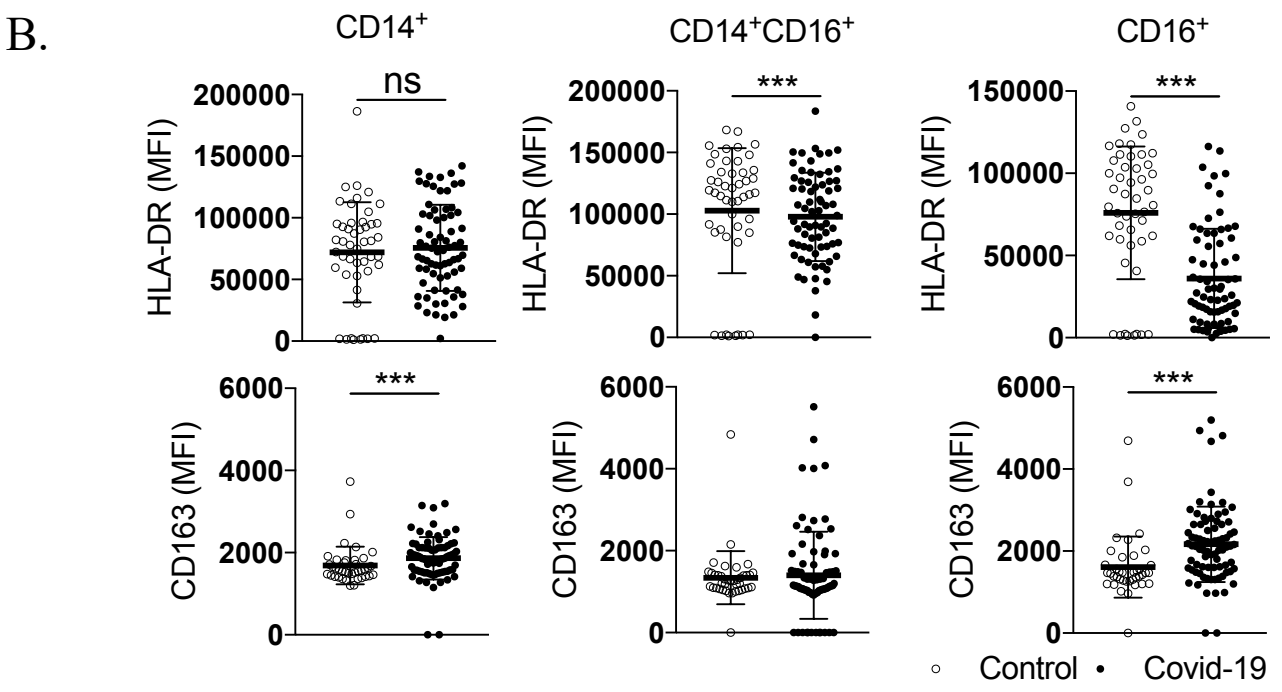 B.
CD14+
CD14+CD16+
CD16+
HLA-DR (MFI)
200000
150000
100000
50000
0
ns
HLA-DR (MFI)
200000
150000
100000
50000
0
***
HLA-DR (MFI)
150000
100000
50000
0
***
CD163 (MFI)
6000
4000
2000
0
***
CD163 (MFI)
6000
4000
2000
0
CD163 (MFI)
6000
4000
2000
0
***
Control Covid-19